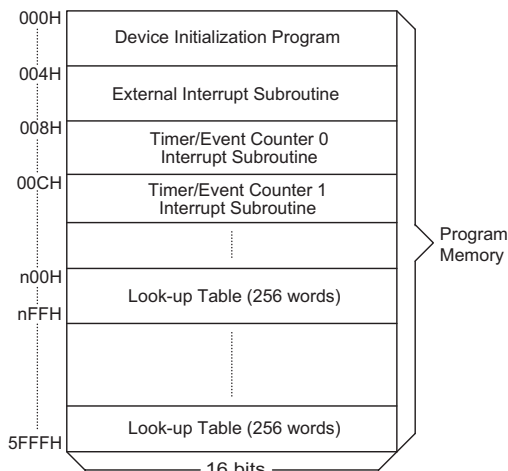 000H
Device Initialization Program
004H
External Interrupt Subroutine
008H
Timer/Event Counter 0
Interrupt Subroutine
00CH
Timer/Event Counter 1
Interrupt Subroutine
Program
Memory
n00H
Look-up Table (256 words)
nFFH
Look-up Table (256 words)
5FFFH
16 bits